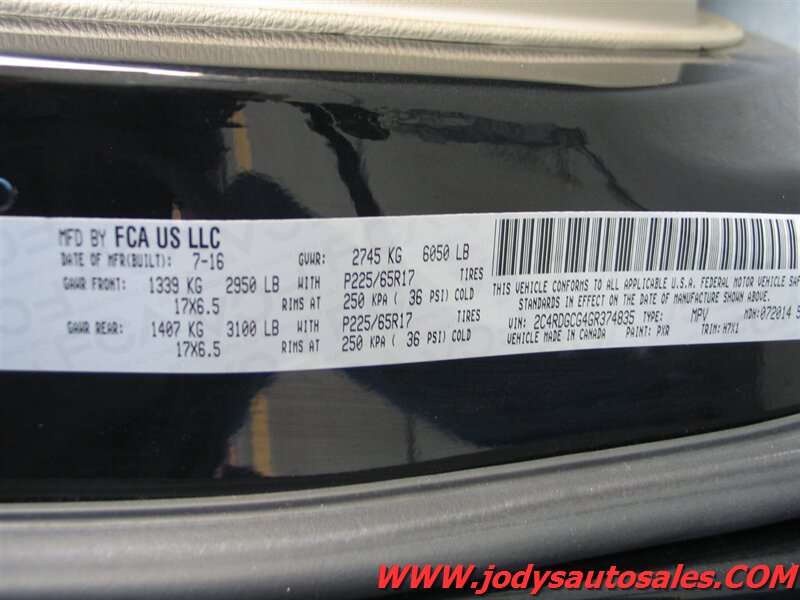 MFD BY FCA US LLC
DATE OF MFR(BUILT): 7-16 GVWR: 2745 KG 6050 LB
GAWR FRONT: 1339 KG 2950 LB WITH P225/65R17 TIRES
17X6.5 RIMS AT 250 KPA ( 36 PSI) COLD
GAWR REAR: 1407 KG 3100 LB WITH P225/65R17 TIRES
17X6.5 RIMS AT 250 KPA ( 36 PSI) COLD
THIS VEHICLE CONFORMS TO ALL APPLICABLE U.S.A. FEDERAL MOTOR VEHICLE SAF
STANDARDS IN EFFECT ON THE DATE OF MANUFACTURE SHOWN ABOVE.
VIN: 2C4RDGCG4GR374835 TYPE: MPV MDH:072014 5
VEHICLE MADE IN CANADA PAINT: PXR TRIM: H7X1
WWW.jodysautosales.COM